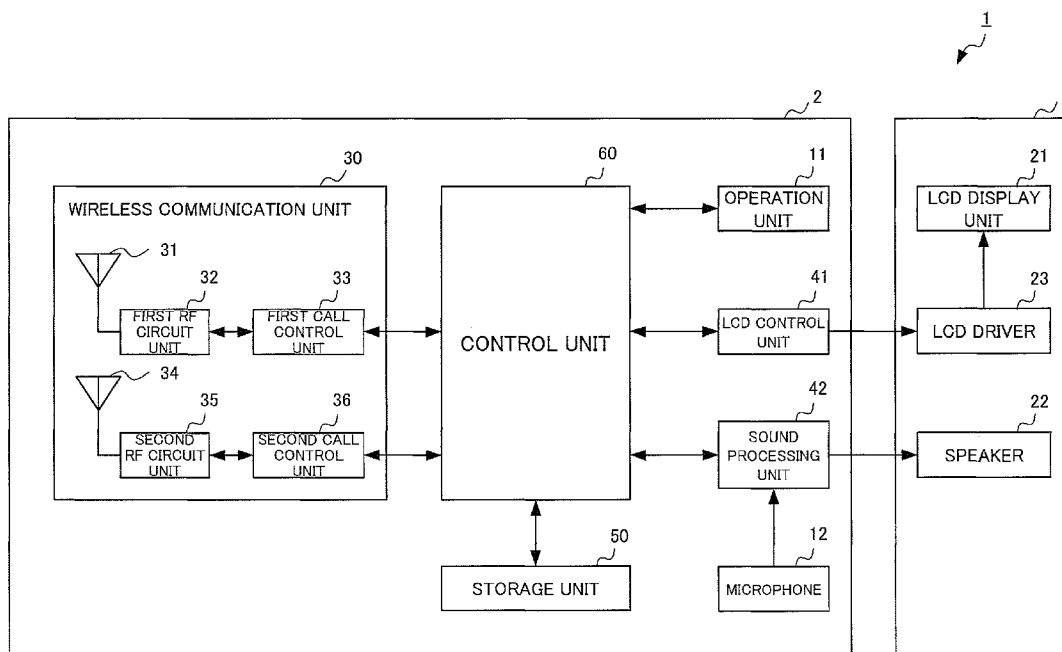 1
2
30
WIRELESS COMMUNICATION UNIT
31
32
FIRST RF
CIRCUIT
UNIT
33
FIRST CALL
CONTROL
UNIT
34
35
SECOND
RF CIRCUIT
UNIT
36
SECOND CALL
CONTROL
UNIT
60
CONTROL UNIT
50
STORAGE UNIT
11
OPERATION
UNIT
41
LCD CONTROL
UNIT
42
SOUND
PROCESSING
UNIT
12
MICROPHONE
21
LCD DISPLAY
UNIT
23
LCD DRIVER
22
SPEAKER